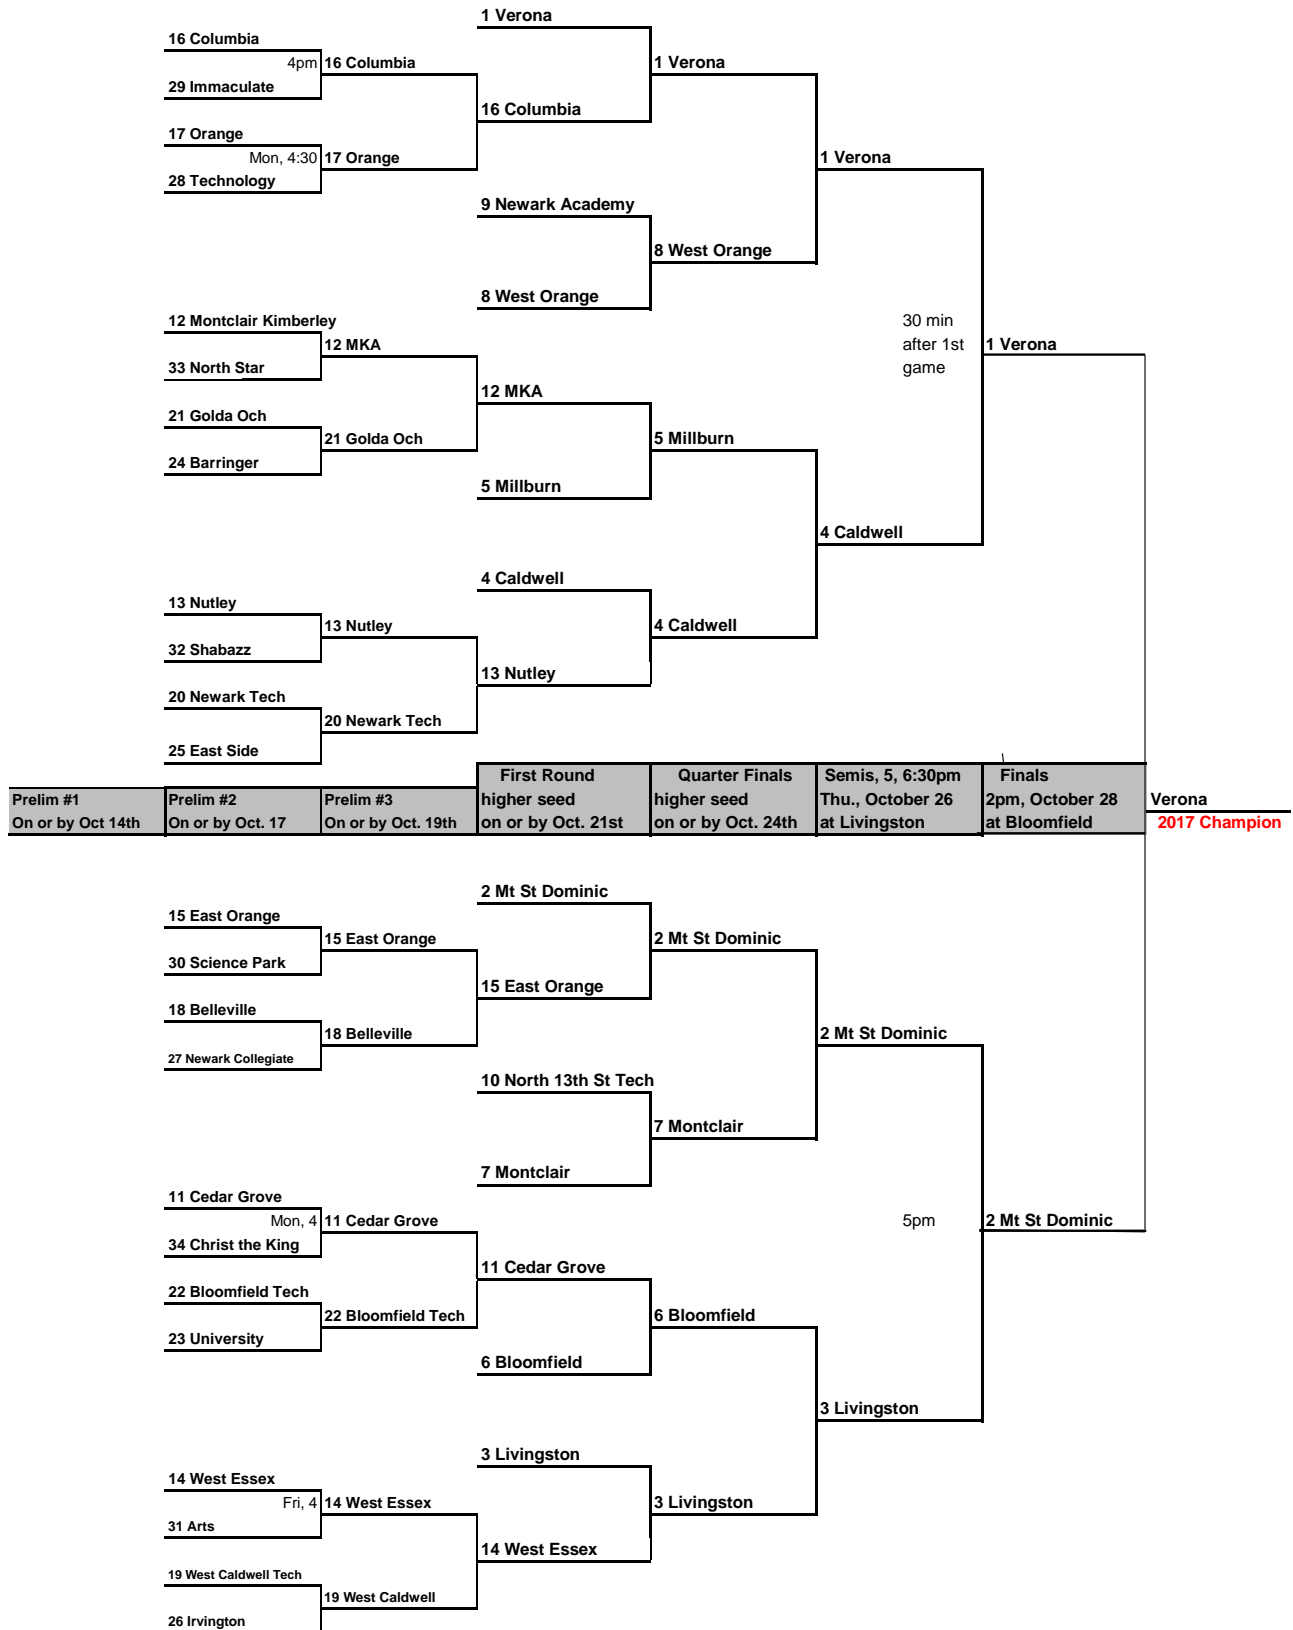 1 Verona
16 Columbia
4pm 16 Columbia
1 Verona
29 Immaculate
16 Columbia
17 Orange
Mon, 4:30 17 Orange
1 Verona
28 Technology
9 Newark Academy
8 West Orange
8 West Orange
12 Montclair Kimberley
30 min
12 MKA
after 1st
1 Verona
33 North Star
game
12 MKA
21 Golda Och
21 Golda Och
5 Millburn
24 Barringer
5 Millburn
4 Caldwell
4 Caldwell
13 Nutley
13 Nutley
4 Caldwell
32 Shabazz
13 Nutley
20 Newark Tech
20 Newark Tech
25 East Side
First Round
Quarter Finals
Semis, 5, 6:30pm
Finals
Prelim #1
Prelim #2
Prelim #3
higher seed
higher seed
Thu., October 26
2pm, October 28
Verona
On or by Oct 14th
On or by Oct. 17
On or by Oct. 19th
on or by Oct. 21st
on or by Oct. 24th
at Livingston
at Bloomfield
2017 Champion
2 Mt St Dominic
15 East Orange
15 East Orange
2 Mt St Dominic
30 Science Park
15 East Orange
18 Belleville
18 Belleville
2 Mt St Dominic
27 Newark Collegiate
10 North 13th St Tech
7 Montclair
7 Montclair
11 Cedar Grove
Mon, 4 11 Cedar Grove
5pm
2 Mt St Dominic
34 Christ the King
11 Cedar Grove
22 Bloomfield Tech
22 Bloomfield Tech
6 Bloomfield
23 University
6 Bloomfield
3 Livingston
3 Livingston
14 West Essex
Fri, 4 14 West Essex
3 Livingston
31 Arts
14 West Essex
19 West Caldwell Tech
19 West Caldwell
26 Irvington